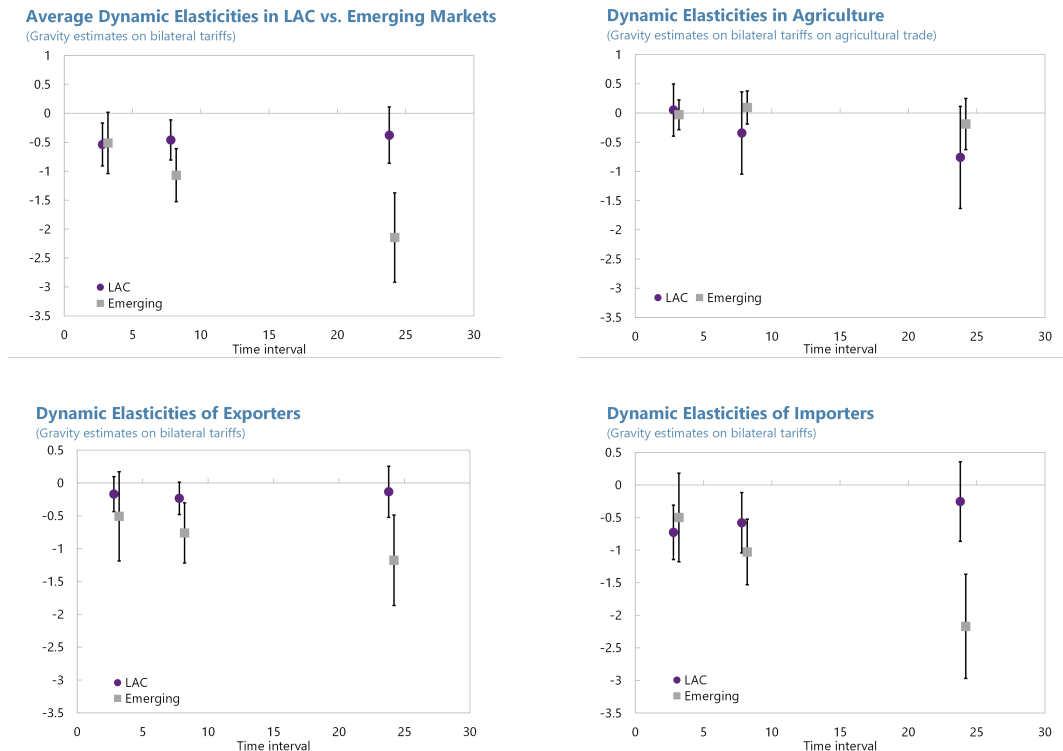 Average Dynamic Elasticities in LAC vs. Emerging Markets
(Gravity estimates on bilateral tariffs)
1
0.5
0
-0.5
-1
-1.5
-2
-2.5
-3
-3.5
LAC
Emerging
0 5 10 15 20 25 30
Time interval
Dynamic Elasticities in Agriculture
(Gravity estimates on bilateral tariffs on agricultural trade)
1
0.5
0
-0.5
-1
-1.5
-2
-2.5
-3
-3.5
LAC Emerging
0 5 10 15 20 25 30
Time interval
Dynamic Elasticities of Exporters
(Gravity estimates on bilateral tariffs)
0.5
0
-0.5
-1
-1.5
-2
-2.5
-3
-3.5
LAC
Emerging
0 5 10 15 20 25 30
Time interval
Dynamic Elasticities of Importers
(Gravity estimates on bilateral tariffs)
0.5
0
-0.5
-1
-1.5
-2
-2.5
-3
-3.5
LAC
Emerging
0 5 10 15 20 25 30
Time interval